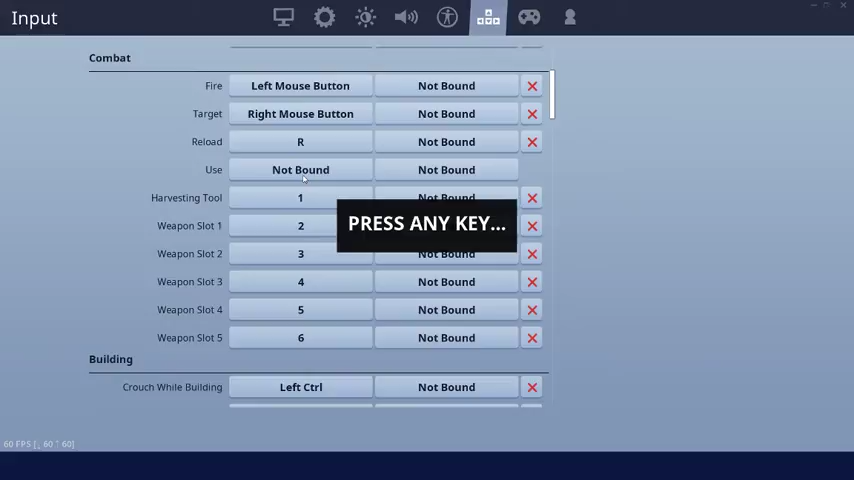 Input
Combat
Fire Left Mouse Button Not Bound
Target Right Mouse Button Not Bound
Reload R Not Bound
Use Not Bound Not Bound
Harvesting Tool 1 Not Bound
PRESS ANY KEY...
Weapon Slot 1 2
Weapon Slot 2 3 Not Bound
Weapon Slot 3 4 Not Bound
Weapon Slot 4 5 Not Bound
Weapon Slot 5 6 Not Bound
Building
Crouch While Building Left Ctrl Not Bound